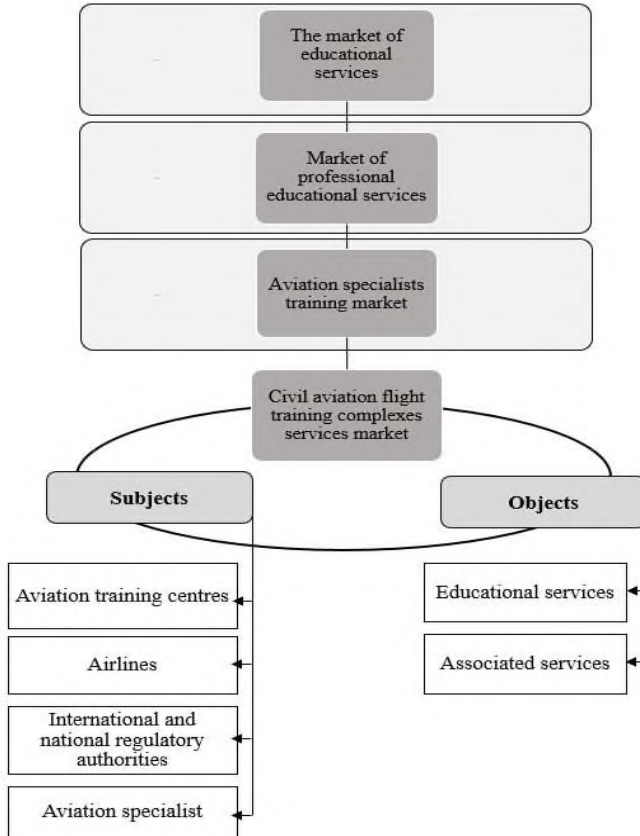 The market of
educational
services
Market of
professional
educational services
Aviation specialists
training market
Civil aviation flight
training complexes
services market
Subjects
Objects
Aviation training centres
Airlines
International and
national regulatory
authorities
Aviation specialist
Educational services
Associated services